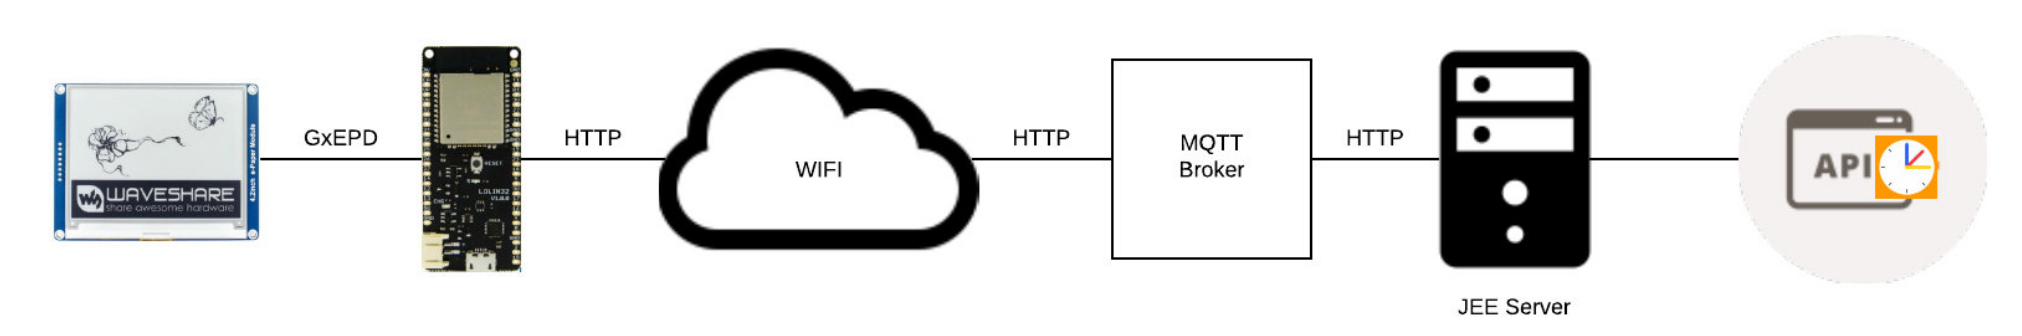 WAVESHARE
share awesome hardware
4.2inch e-Paper Module
GxEPD
RESET
LOLIN32
V1.0.0
HTTP
WIFI
HTTP
MQTT
Broker
HTTP
JEE Server
API